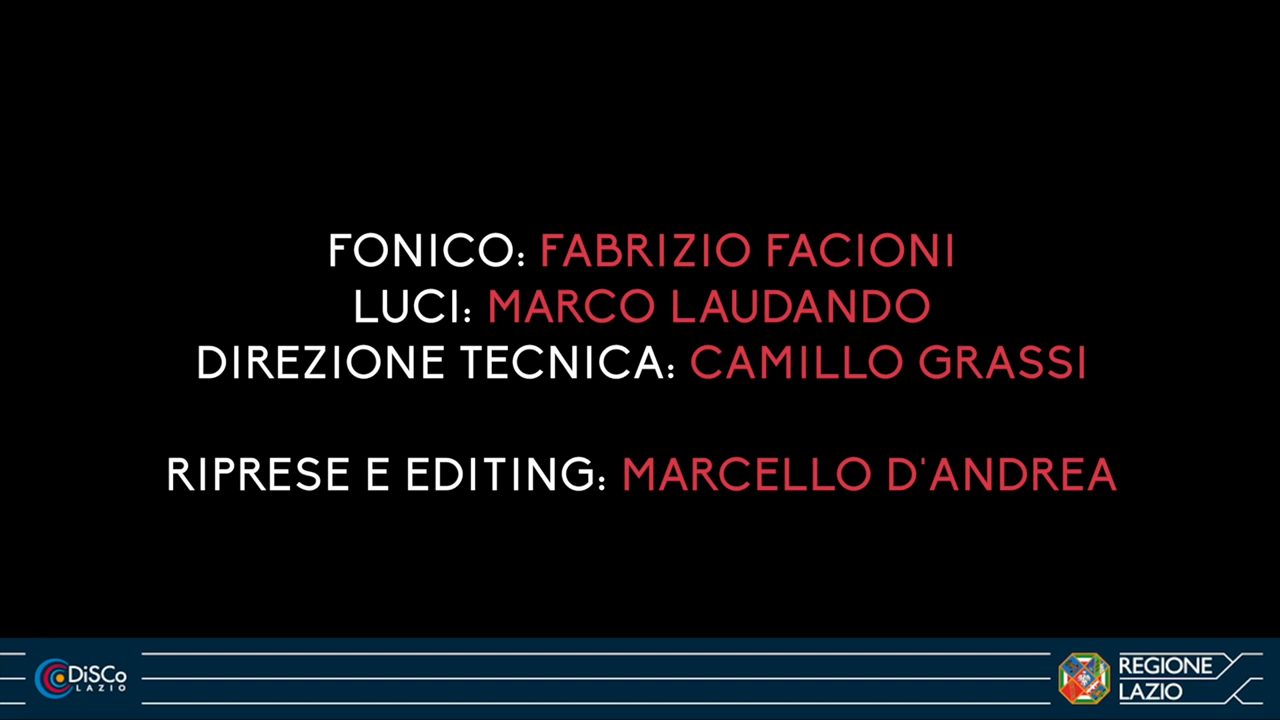 FONICO: FABRIZIO FACIONI
LUCI: MARCO LAUDANDO
DIREZIONE TECNICA: CAMILLO GRASSI
RIPRESE E EDITING: MARCELLO D'ANDREA
DiSCo
LAZIO
REGIONE
LAZIO